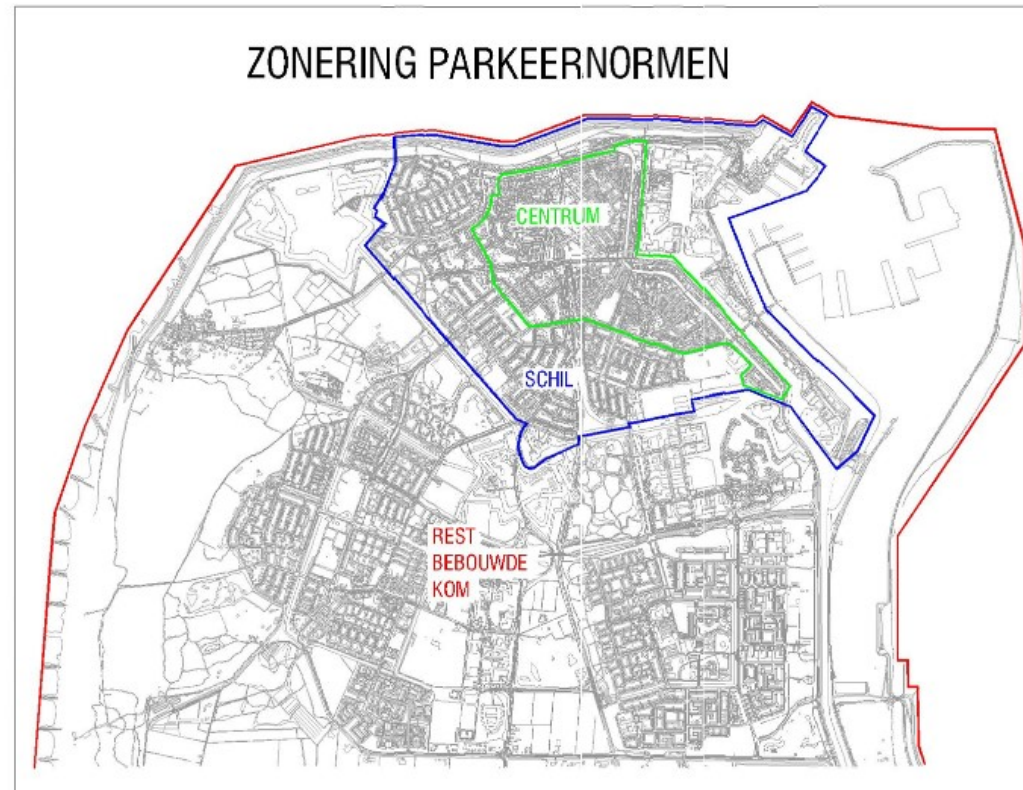 ZONERING PARKEERNORMEN
CENTRUM
SCHIL
REST
BEBOUWDE
KOM